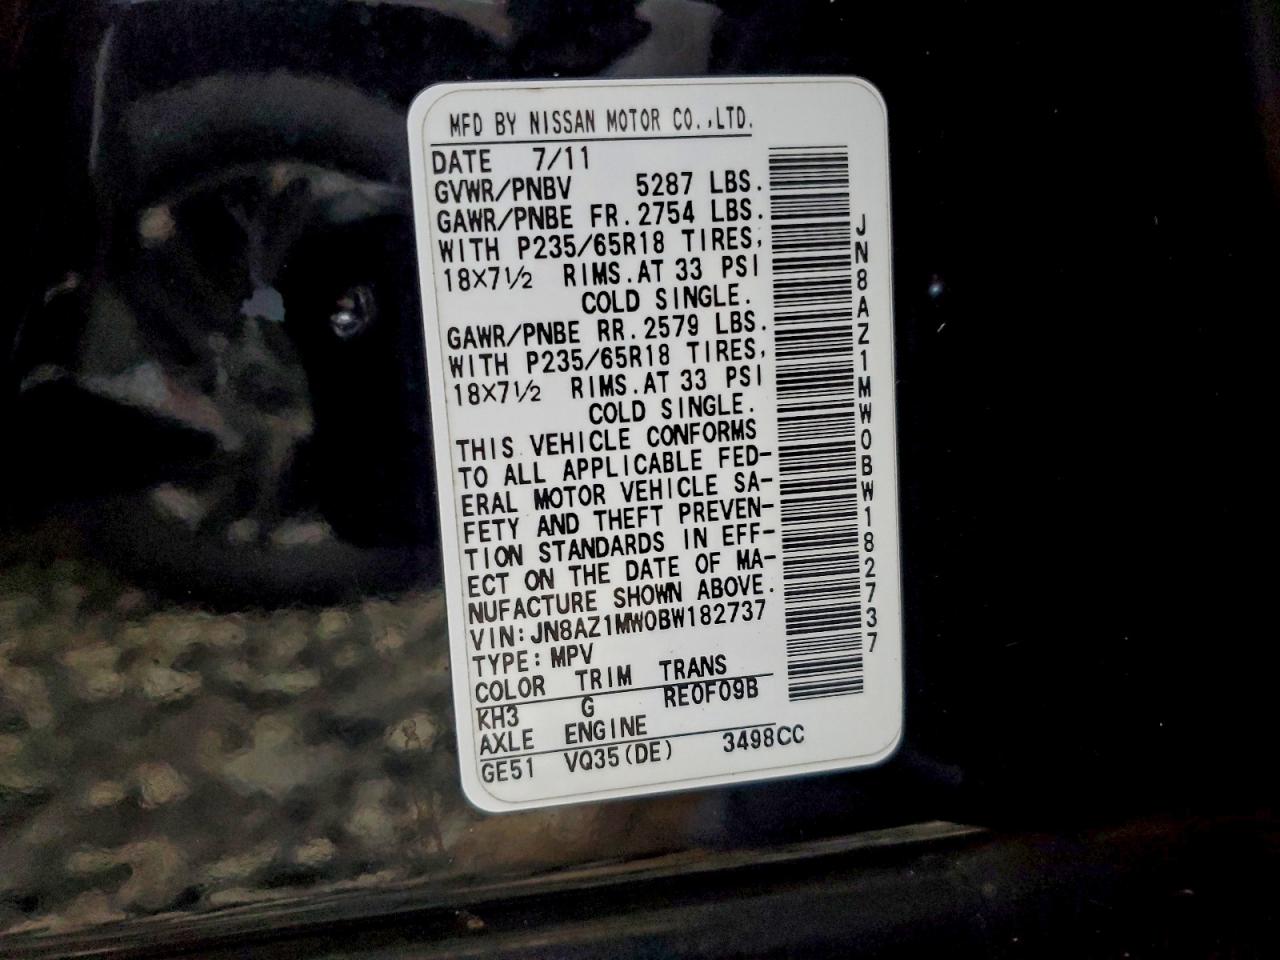 MFD BY NISSAN MOTOR CO.,LTD.
DATE 7/11
GVWR/PNBV 5287 LBS.
GAWR/PNBE FR.2754 LBS.
WITH P235/65R18 TIRES,
18X7½ RIMS.AT 33 PSI
COLD SINGLE.
GAWR/PNBE RR.2579 LBS.
WITH P235/65R18 TIRES,
18X7½ RIMS.AT 33 PSI
COLD SINGLE.
THIS VEHICLE CONFORMS
TO ALL APPLICABLE FED-
ERAL MOTOR VEHICLE SA-
FETY AND THEFT PREVEN-
TION STANDARDS IN EFF-
ECT ON THE DATE OF MA-
NUFACTURE SHOWN ABOVE.
VIN:JN8AZ1MW0BW182737
TYPE:MPV
COLOR TRIM TRANS
KH3 G RE0F09B
AXLE ENGINE
GE51 VQ35(DE) 3498CC
JN8AZ1MW0BW182737